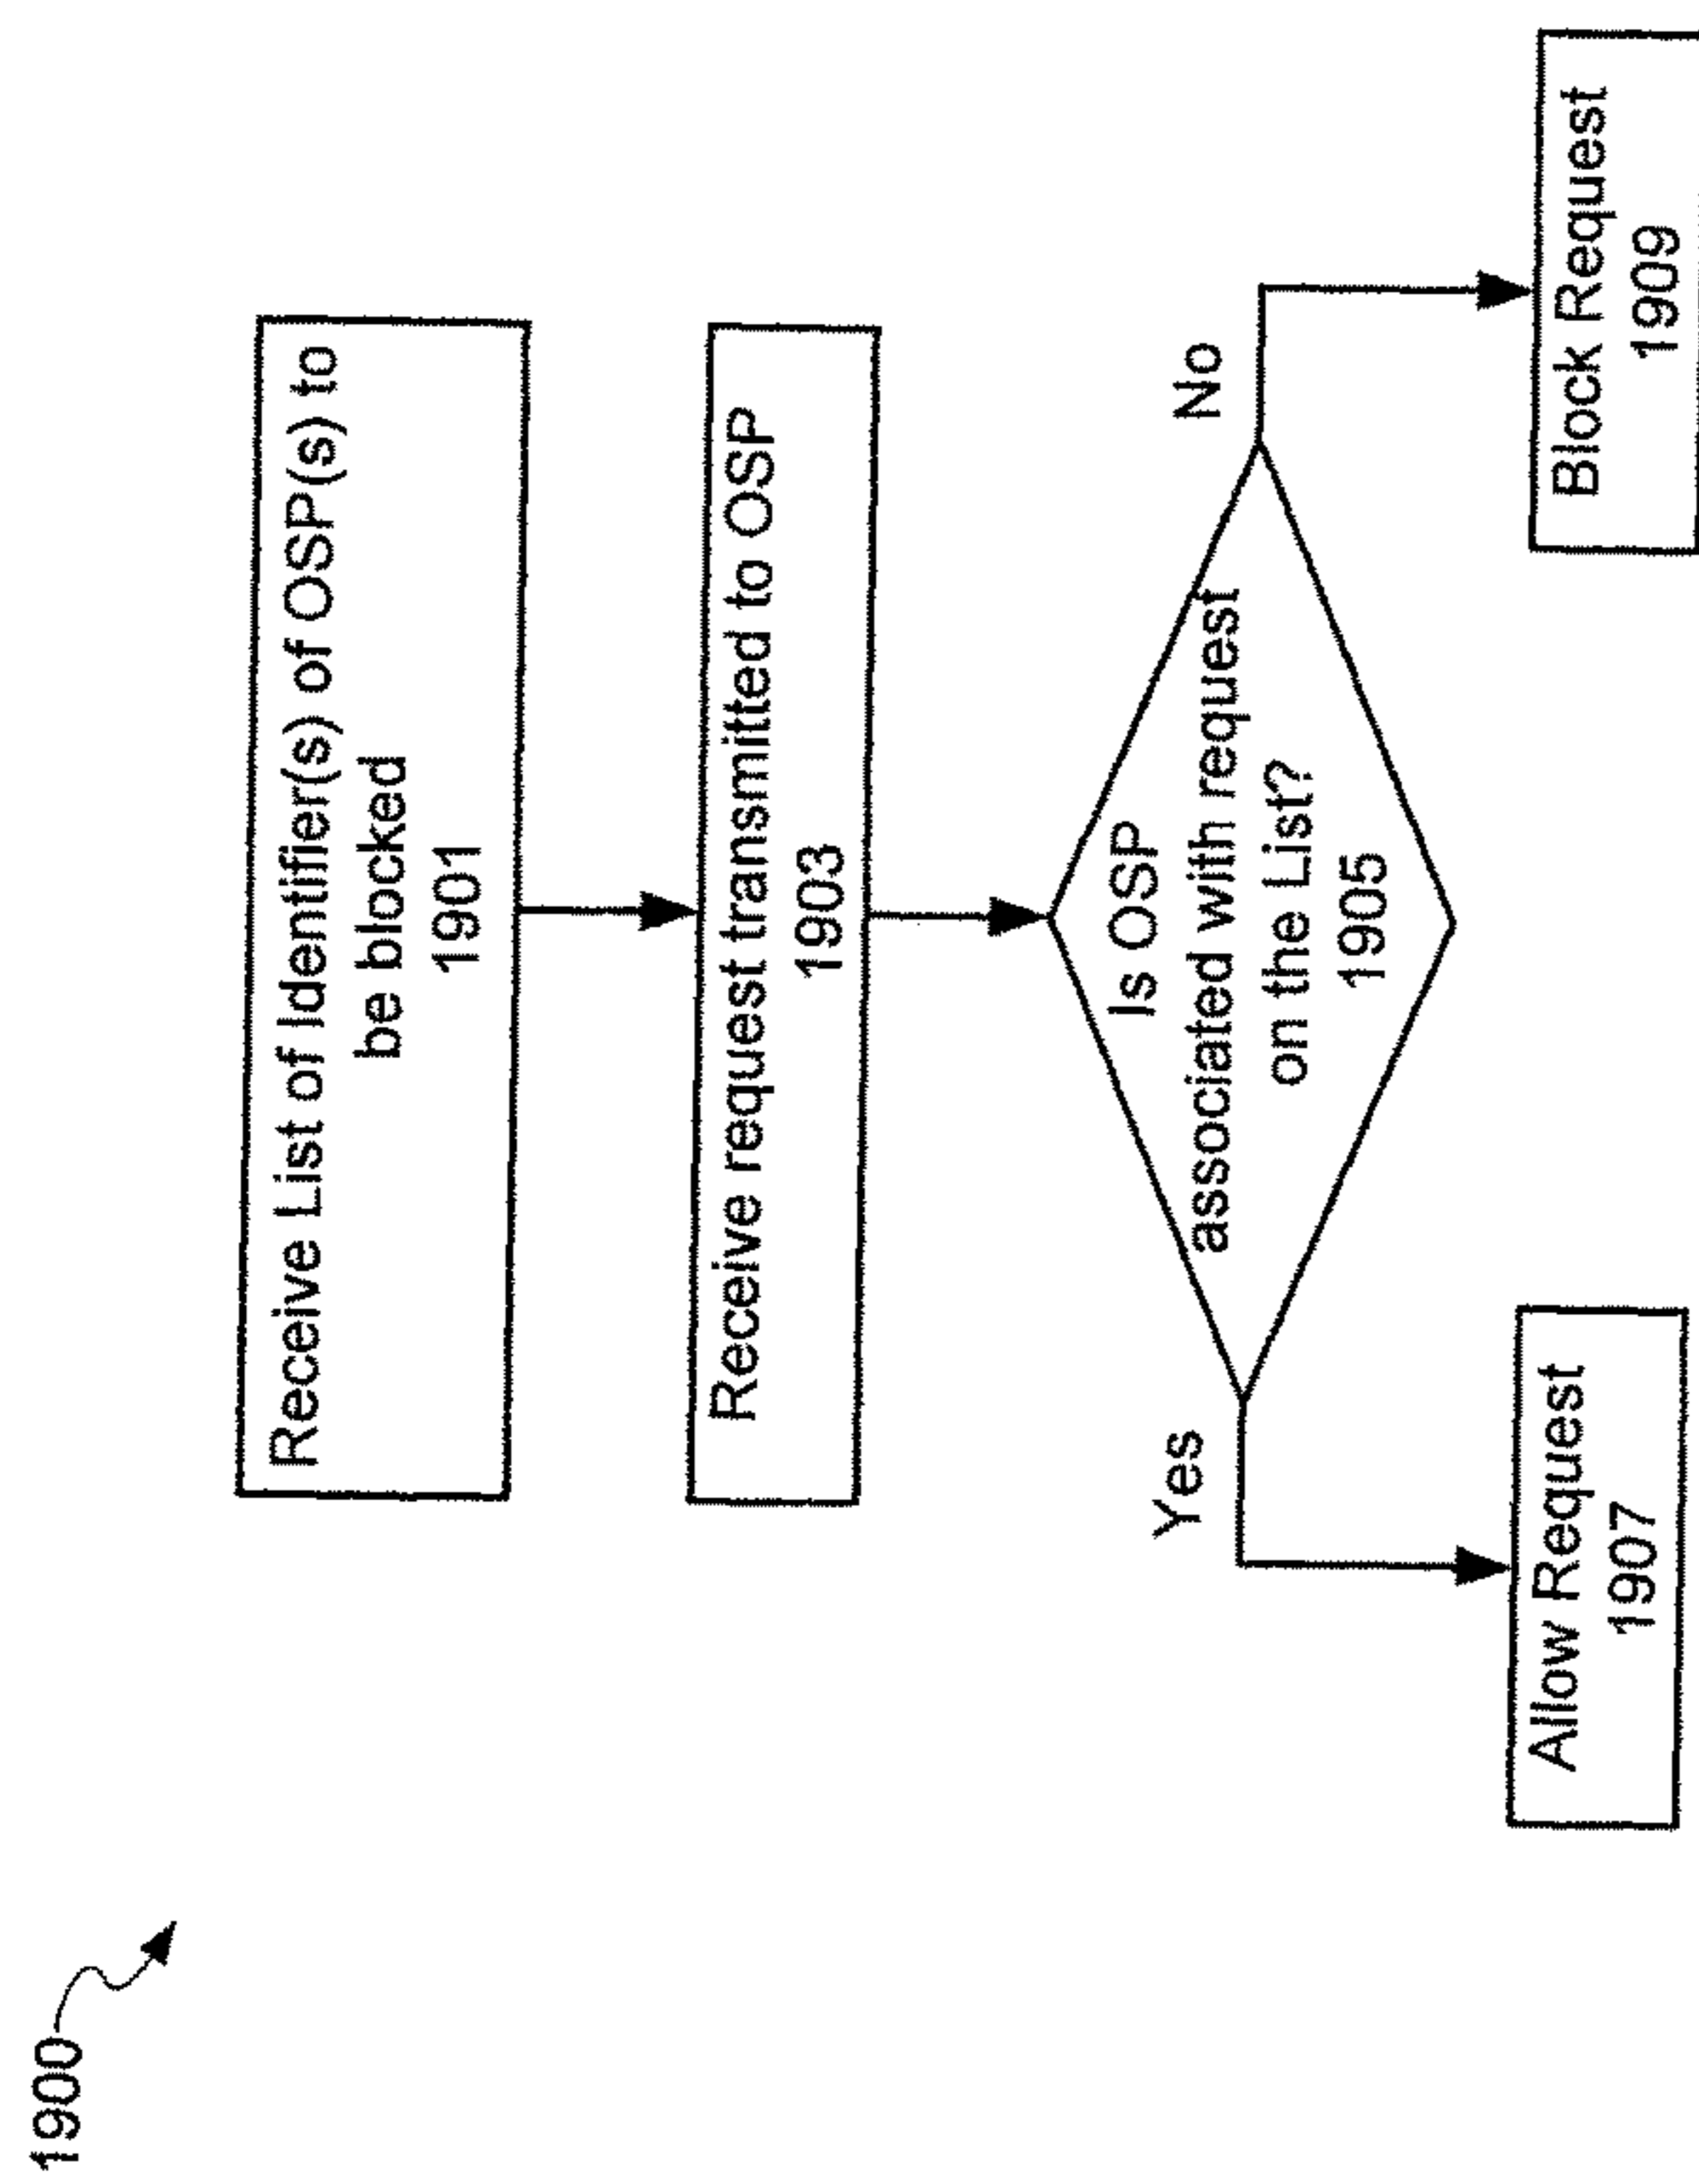 1900
Receive List of Identifier(s) of OSP(s) to
be blocked
1901
Receive request transmitted to OSP
1903
Is OSP
associated with request
on the List?
1905
Yes
No
Allow Request
1907
Block Request
1909